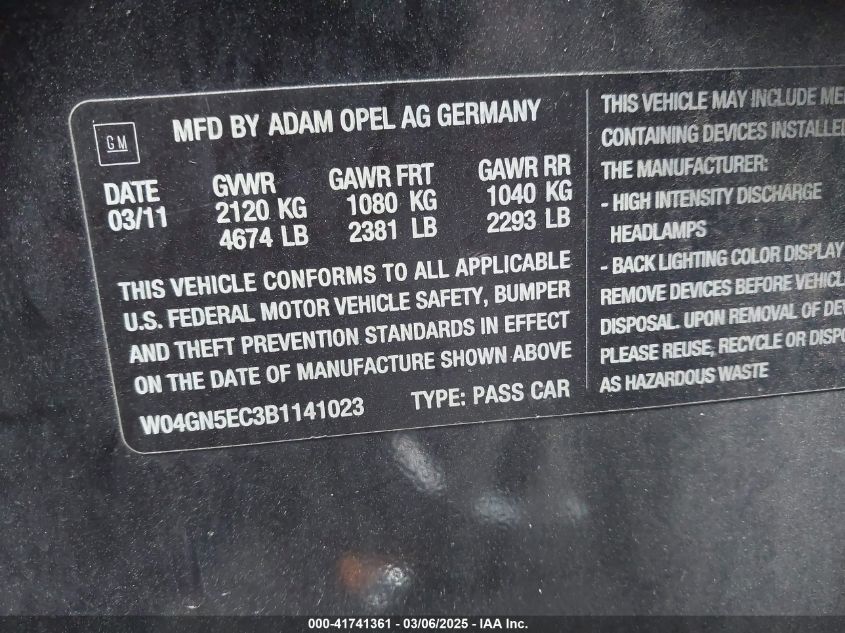 GM
MFD BY ADAM OPEL AG GERMANY
DATE GVWR GAWR FRT GAWR RR
03/11 2120 KG 1080 KG 1040 KG
4674 LB 2381 LB 2293 LB
THIS VEHICLE CONFORMS TO ALL APPLICABLE
U.S. FEDERAL MOTOR VEHICLE SAFETY, BUMPER
AND THEFT PREVENTION STANDARDS IN EFFECT
ON THE DATE OF MANUFACTURE SHOWN ABOVE
W04GN5EC3B1141023 TYPE: PASS CAR
THIS VEHICLE MAY INCLUDE
CONTAINING DEVICES INSTALLED
THE MANUFACTURER:
- HIGH INTENSITY DISCHARGE
HEADLAMPS
- BACK LIGHTING COLOR DISPLAY
REMOVE DEVICES BEFORE
DISPOSAL. UPON REMOVAL OF
PLEASE REUSE, RECYCLE OR
AS HAZARDOUS WASTE
000-41741361 - 03/06/2025 - IAA Inc.